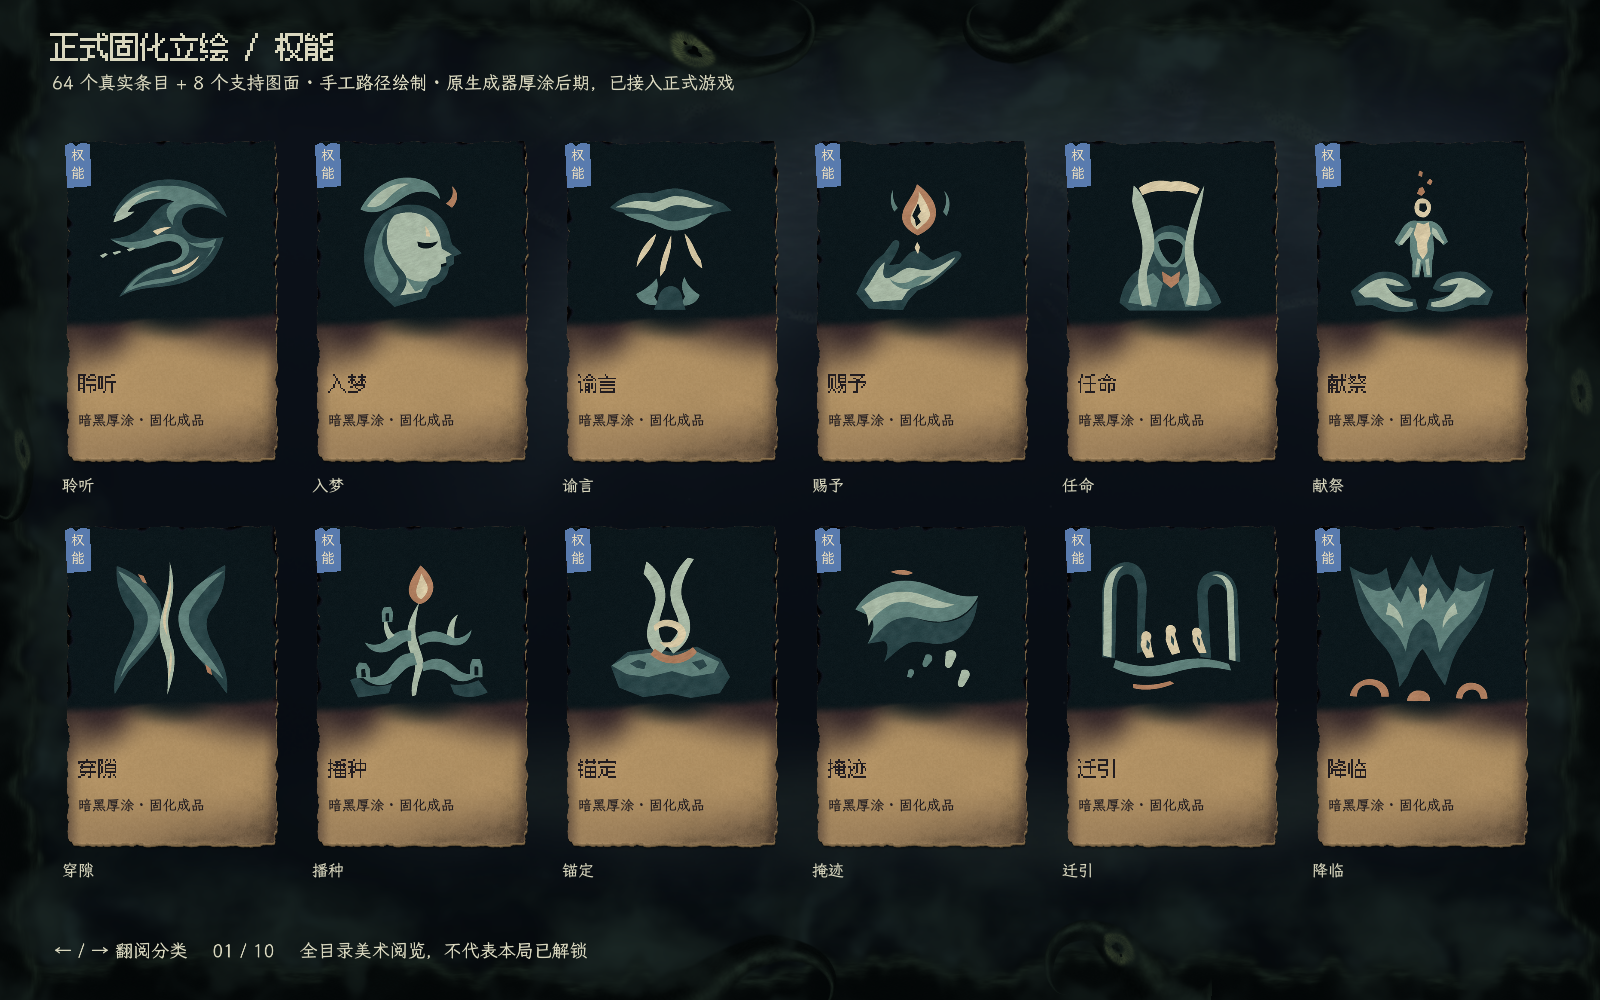 正式固化立绘 / 权能
64 个真实条目 + 8 个支持图面・手工路径绘制・原生成器厚涂后期，已接入正式游戏
权能
权能
权能
权能
权能
权能
聆听
入梦
谕言
赐予
任命
献祭
暗黑厚涂・固化成品
暗黑厚涂・固化成品
暗黑厚涂・固化成品
暗黑厚涂・固化成品
暗黑厚涂・固化成品
暗黑厚涂・固化成品
聆听
入梦
谕言
赐予
任命
献祭
权能
权能
权能
权能
权能
权能
穿隙
播种
锚定
掩迹
迁引
降临
暗黑厚涂・固化成品
暗黑厚涂・固化成品
暗黑厚涂・固化成品
暗黑厚涂・固化成品
暗黑厚涂・固化成品
暗黑厚涂・固化成品
穿隙
播种
锚定
掩迹
迁引
降临
← / → 翻阅分类 01 / 10 全目录美术阅览，不代表本局已解锁